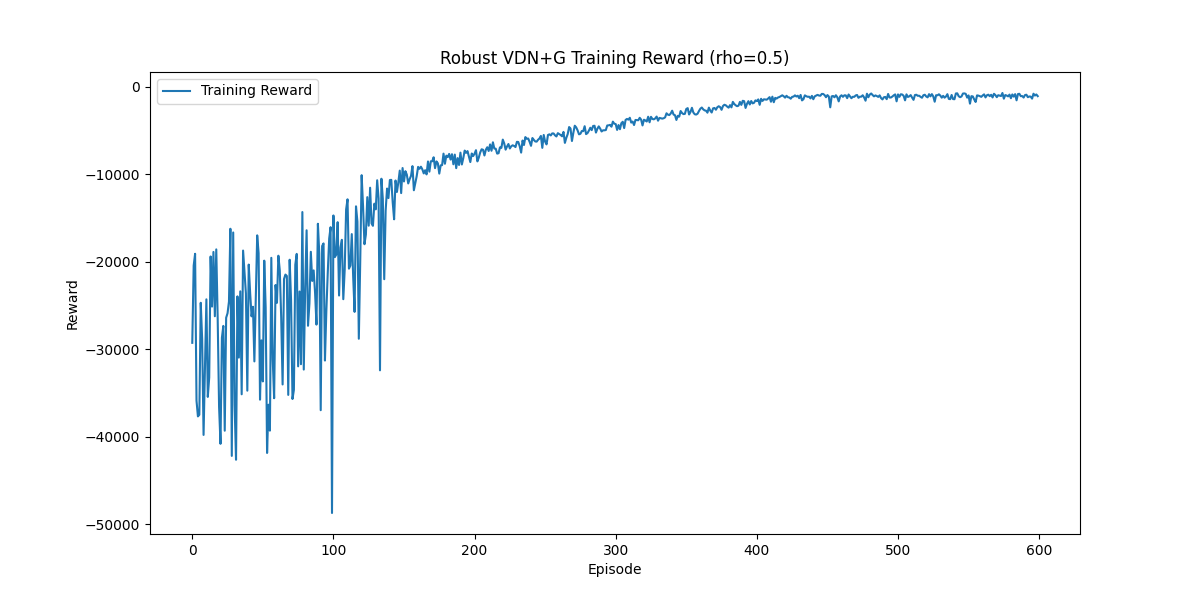 Robust VDN+G Training Reward (rho=0.5)
Training Reward
0
−10000
−20000
−30000
−40000
−50000
Reward
0 100 200 300 400 500 600
Episode